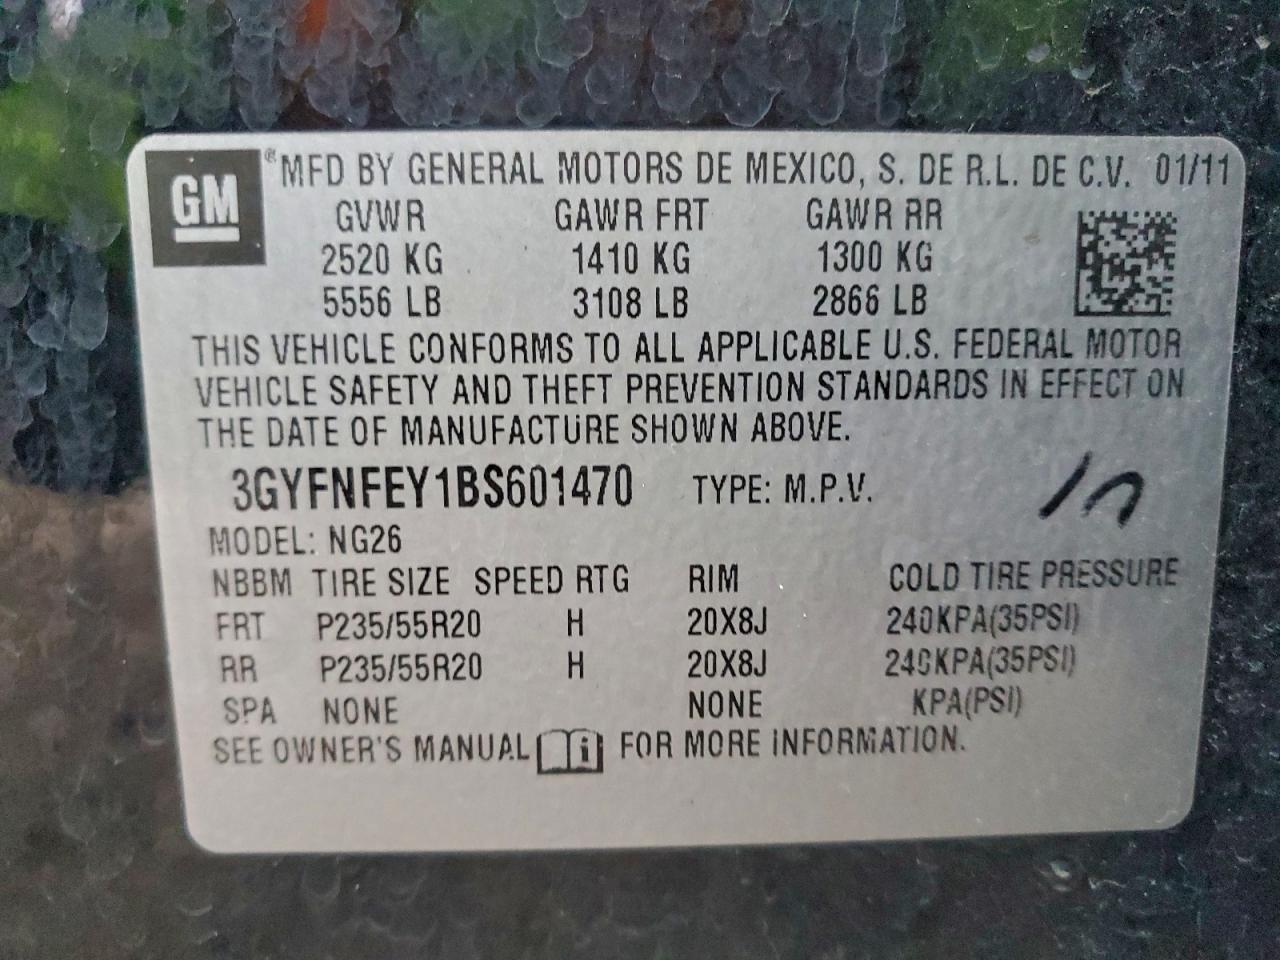 GM ® MFD BY GENERAL MOTORS DE MEXICO, S. DE R.L. DE C.V. 01/11
GVWR GAWR FRT GAWR RR
2520 KG 1410 KG 1300 KG
5556 LB 3108 LB 2866 LB
THIS VEHICLE CONFORMS TO ALL APPLICABLE U.S. FEDERAL MOTOR
VEHICLE SAFETY AND THEFT PREVENTION STANDARDS IN EFFECT ON
THE DATE OF MANUFACTURE SHOWN ABOVE.
3GYFNFEY1BS601470 TYPE: M.P.V.
MODEL: NG26
NBBM TIRE SIZE SPEED RTG RIM COLD TIRE PRESSURE
FRT P235/55R20 H 20X8J 240KPA(35PSI)
RR P235/55R20 H 20X8J 240KPA(35PSI)
SPA NONE NONE KPA(PSI)
SEE OWNER'S MANUAL i FOR MORE INFORMATION.